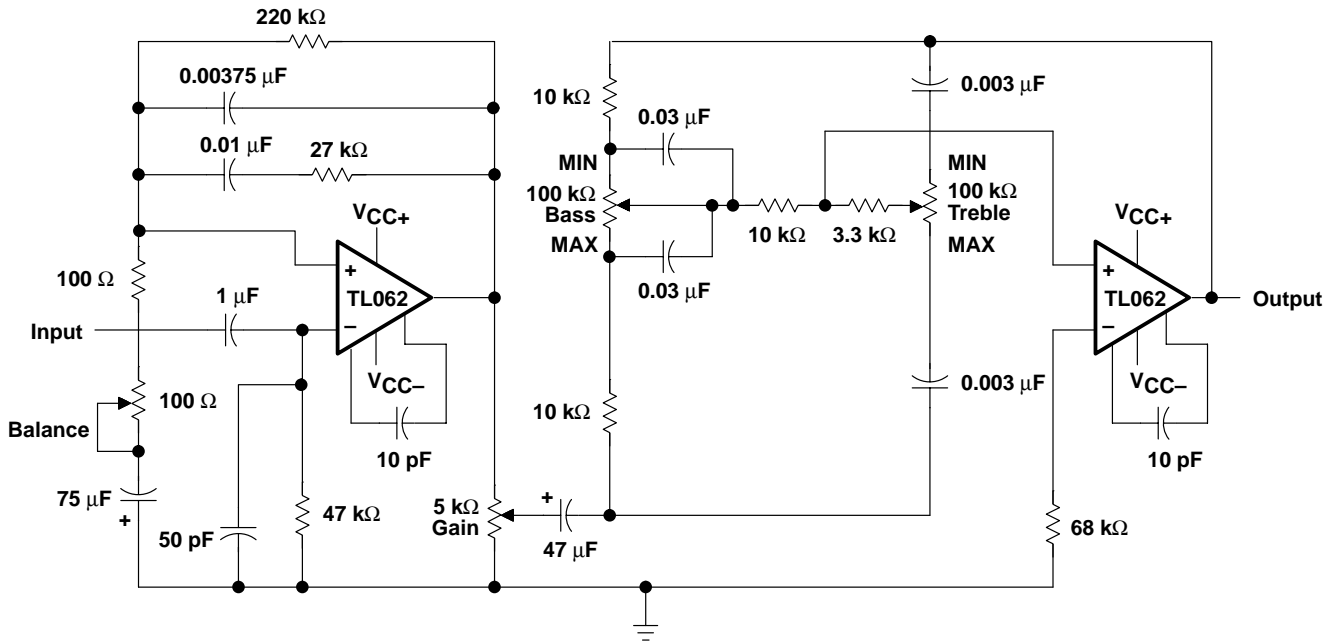 220 kΩ
0.00375 μF
0.01 μF
27 kΩ
100 Ω
1 μF
Input
VCC+
+
TL062
−
VCC−
10 pF
100 Ω
Balance
75 μF
+
50 pF
47 kΩ
5 kΩ
Gain
+
47 μF
10 kΩ
0.03 μF
MIN
100 kΩ
Bass
MAX
0.03 μF
10 kΩ
10 kΩ
3.3 kΩ
0.003 μF
MIN
100 kΩ
Treble
MAX
0.003 μF
VCC+
+
TL062
−
VCC−
10 pF
Output
68 kΩ